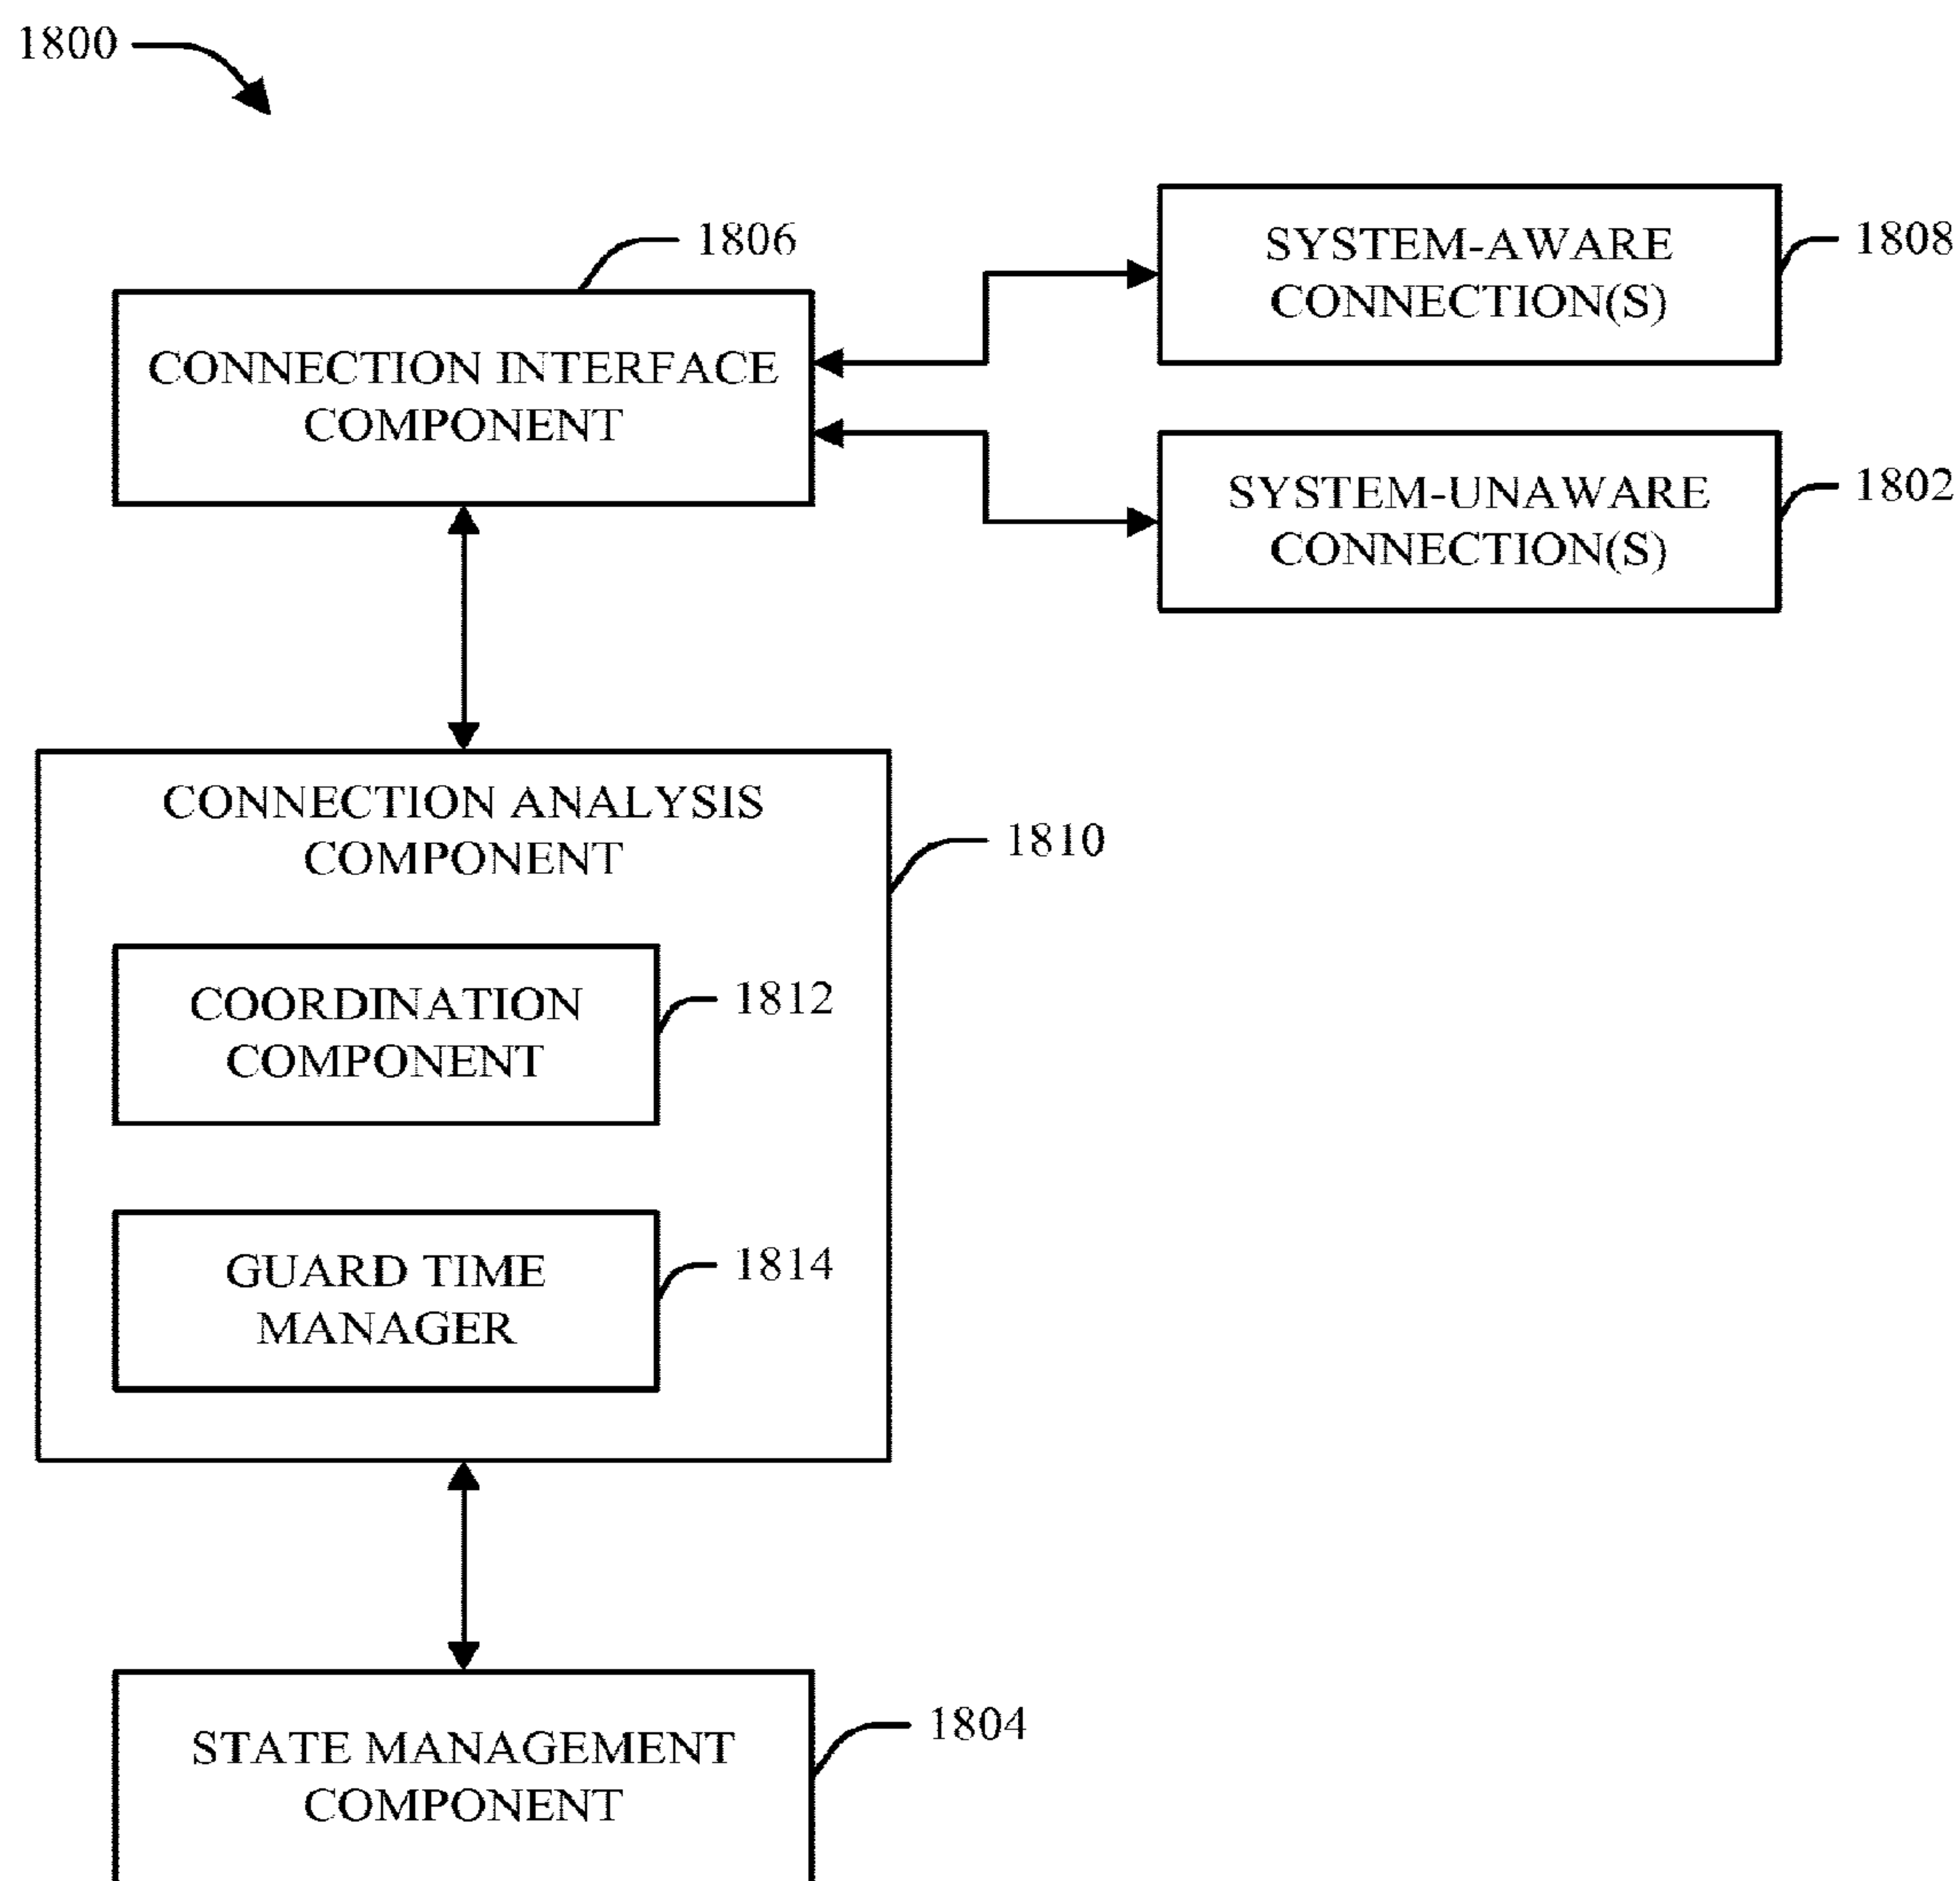 1800
1806
SYSTEM-AWARE
CONNECTION(S)
1808
CONNECTION INTERFACE
COMPONENT
SYSTEM-UNAWARE
CONNECTION(S)
1802
CONNECTION ANALYSIS
COMPONENT
1810
COORDINATION
COMPONENT
1812
GUARD TIME
MANAGER
1814
STATE MANAGEMENT
COMPONENT
1804